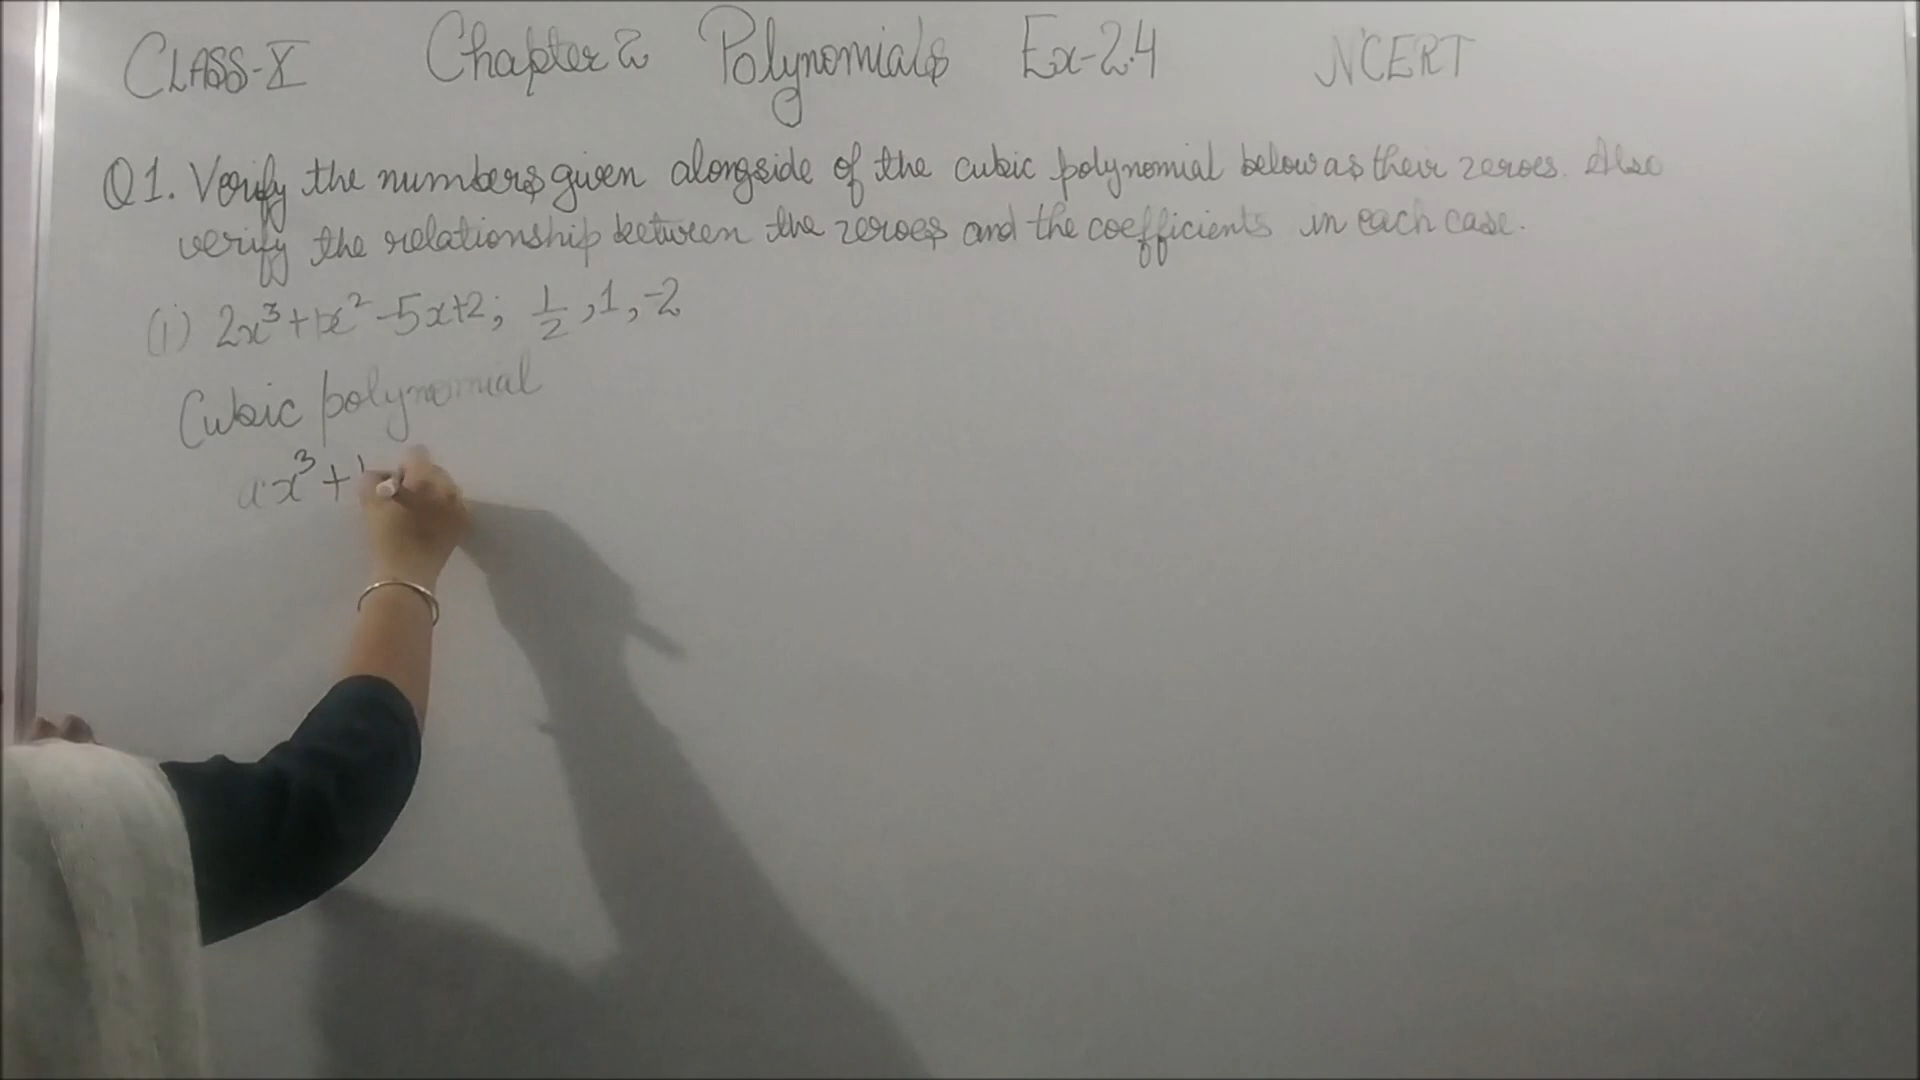 CLASS-X Chapter 2 Polynomials Ex-2.4 NCERT
Q1. Verify the numbers given alongside of the cubic polynomial below as their zeroes. Also
verify the relationship between the zeroes and the coefficients in each case.
(i) 2x³+1x²-5x+2; 1/2, 1, -2
Cubic polynomial
ax³+